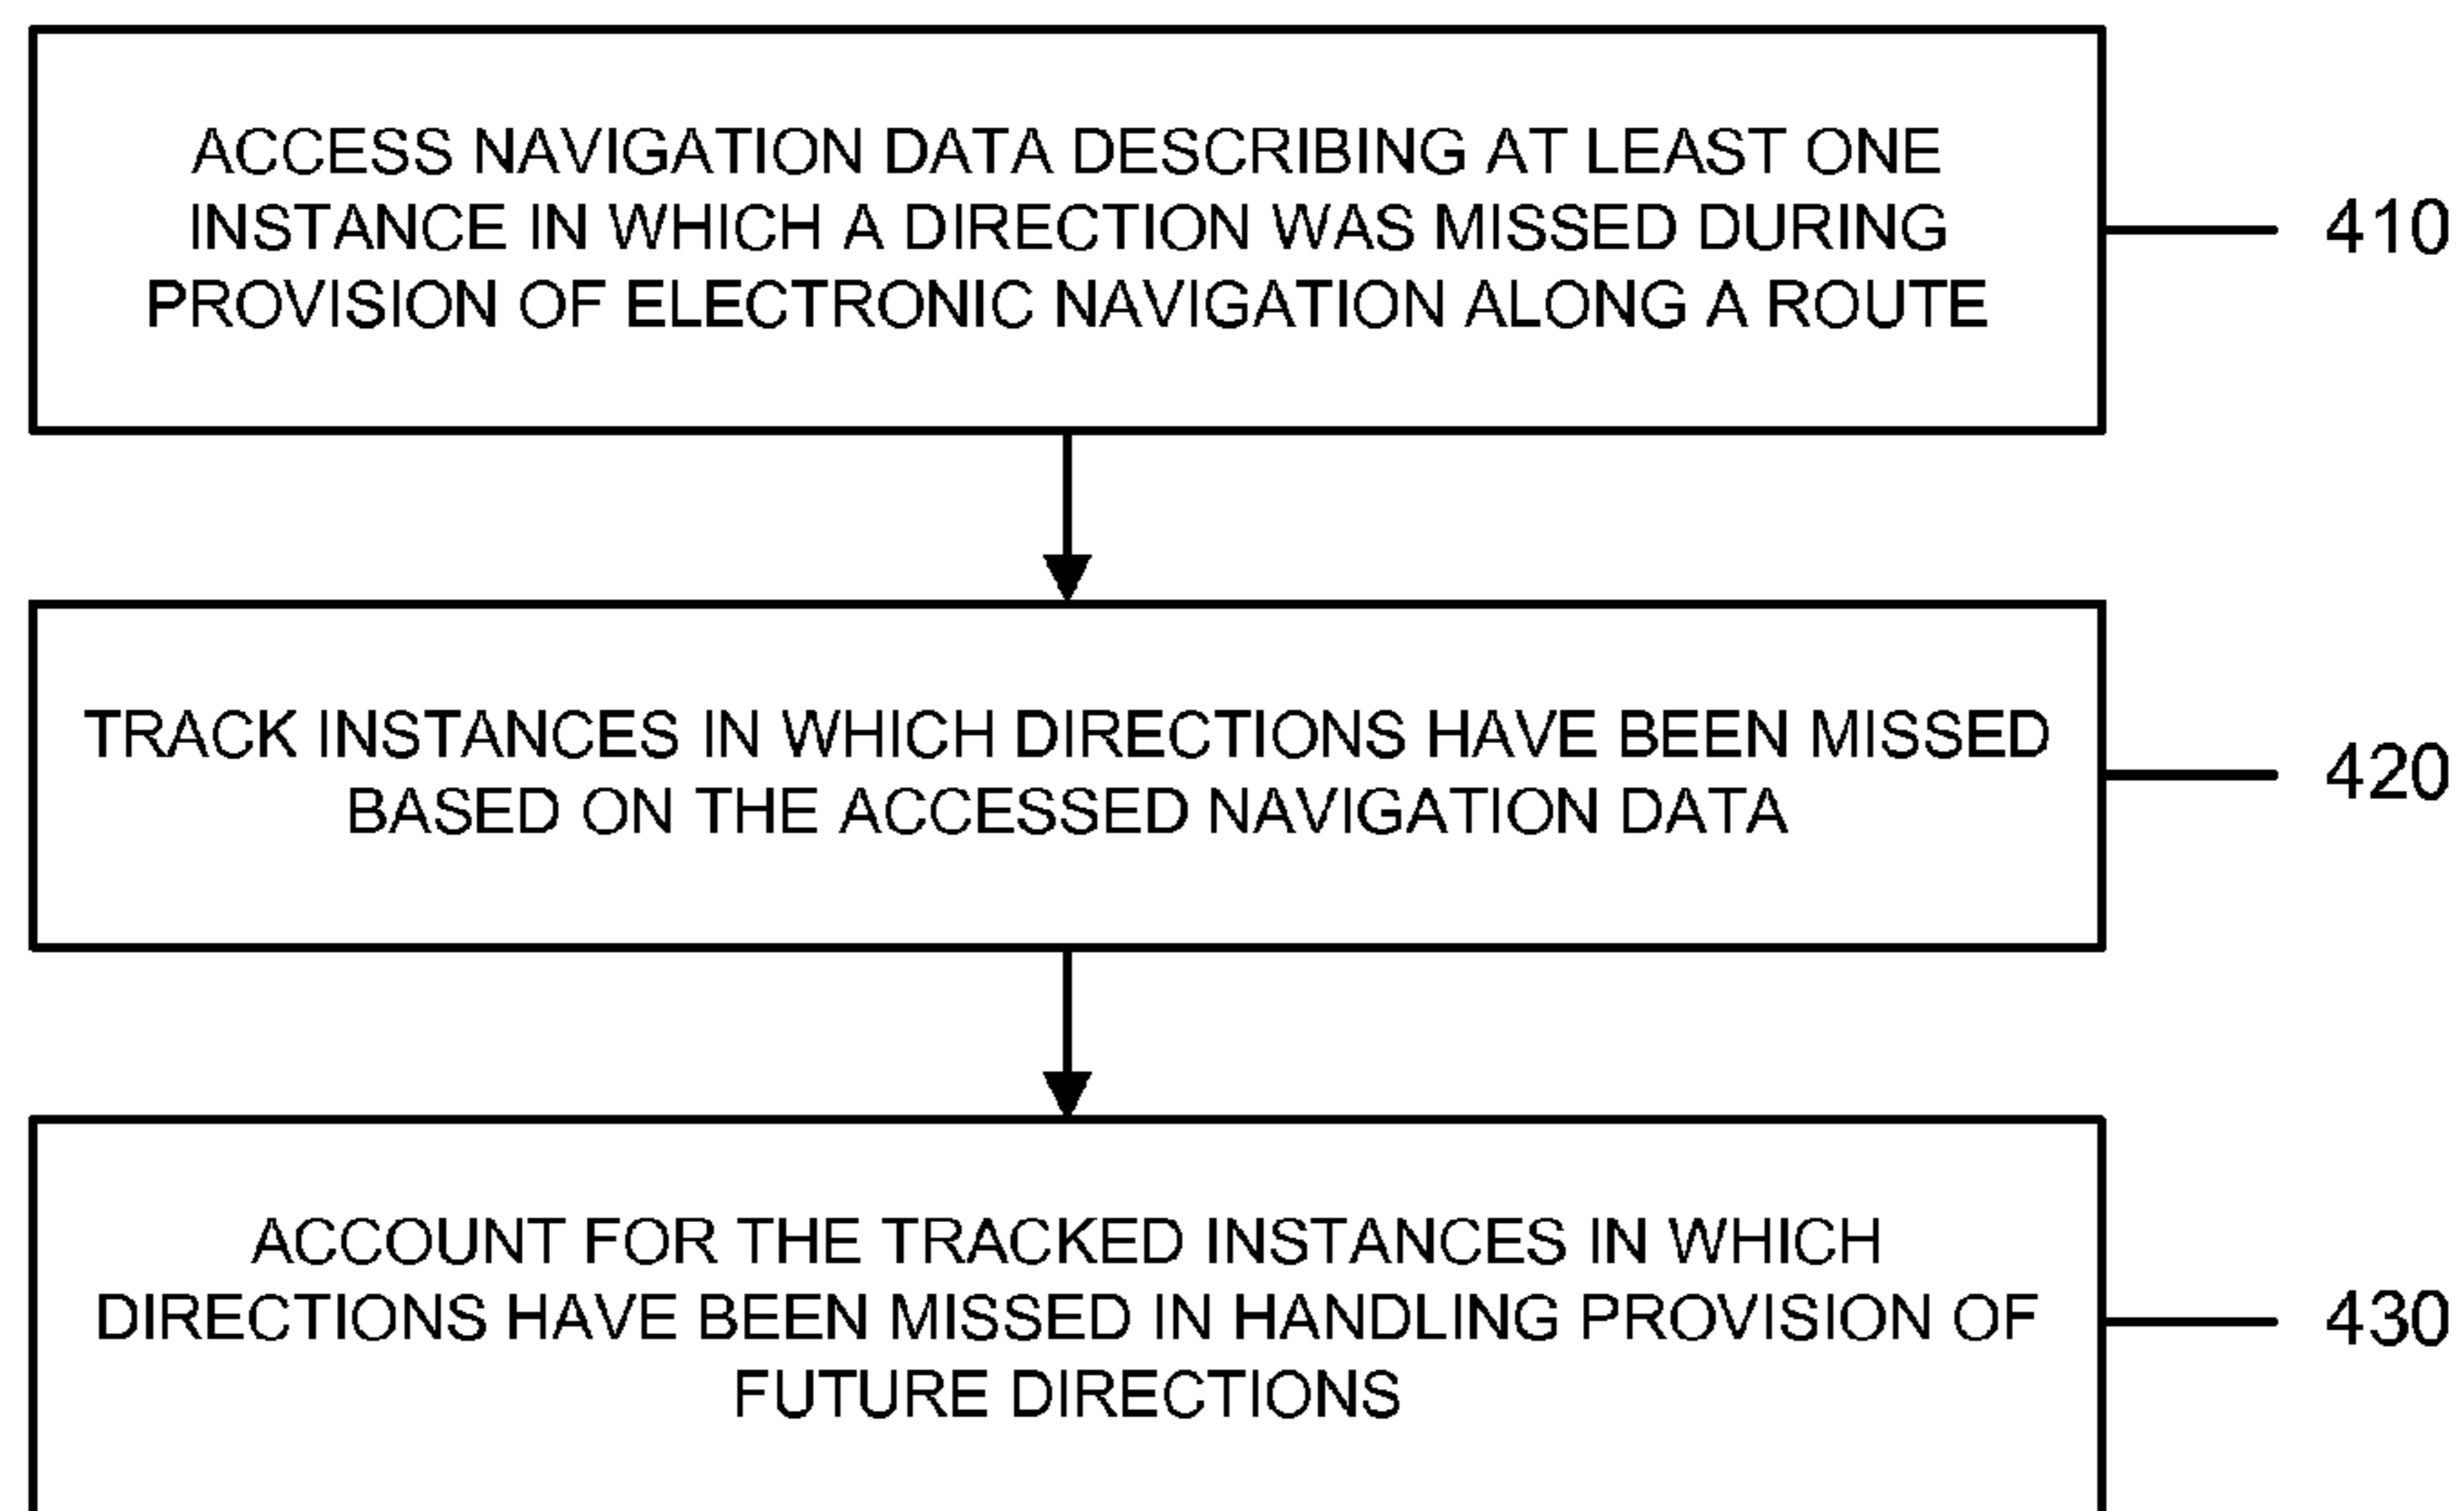 ACCESS NAVIGATION DATA DESCRIBING AT LEAST ONE
INSTANCE IN WHICH A DIRECTION WAS MISSED DURING
PROVISION OF ELECTRONIC NAVIGATION ALONG A ROUTE
410
TRACK INSTANCES IN WHICH DIRECTIONS HAVE BEEN MISSED
BASED ON THE ACCESSED NAVIGATION DATA
420
ACCOUNT FOR THE TRACKED INSTANCES IN WHICH
DIRECTIONS HAVE BEEN MISSED IN HANDLING PROVISION OF
FUTURE DIRECTIONS
430